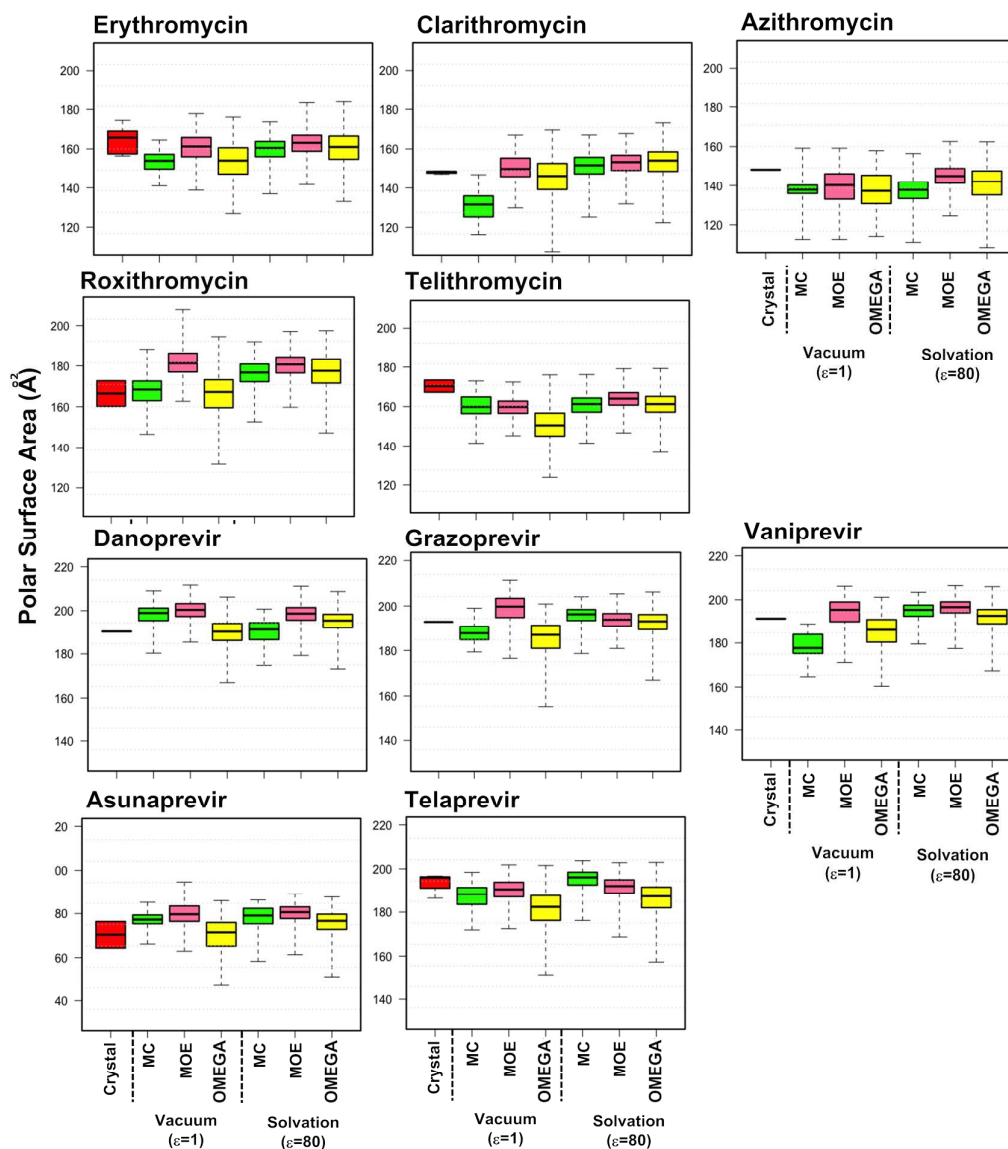 Erythromycin
200
180
160
140
120
Clarithromycin
200
180
160
140
120
Azithromycin
200
180
160
140
120
Crystal
MC
MOE
OMEGA
MC
MOE
OMEGA
Vacuum
(ε=1)
Solvation
(ε=80)
Polar Surface Area (Å²)
Roxithromycin
200
180
160
140
120
Telithromycin
200
180
160
140
120
Danoprevir
220
200
180
160
140
Grazoprevir
220
200
180
160
140
Vaniprevir
220
200
180
160
140
Crystal
MC
MOE
OMEGA
MC
MOE
OMEGA
Vacuum
(ε=1)
Solvation
(ε=80)
Asunaprevir
20
00
80
60
40
Crystal
MC
MOE
OMEGA
MC
MOE
OMEGA
Vacuum
(ε=1)
Solvation
(ε=80)
Telaprevir
220
200
180
160
140
Crystal
MC
MOE
OMEGA
MC
MOE
OMEGA
Vacuum
(ε=1)
Solvation
(ε=80)